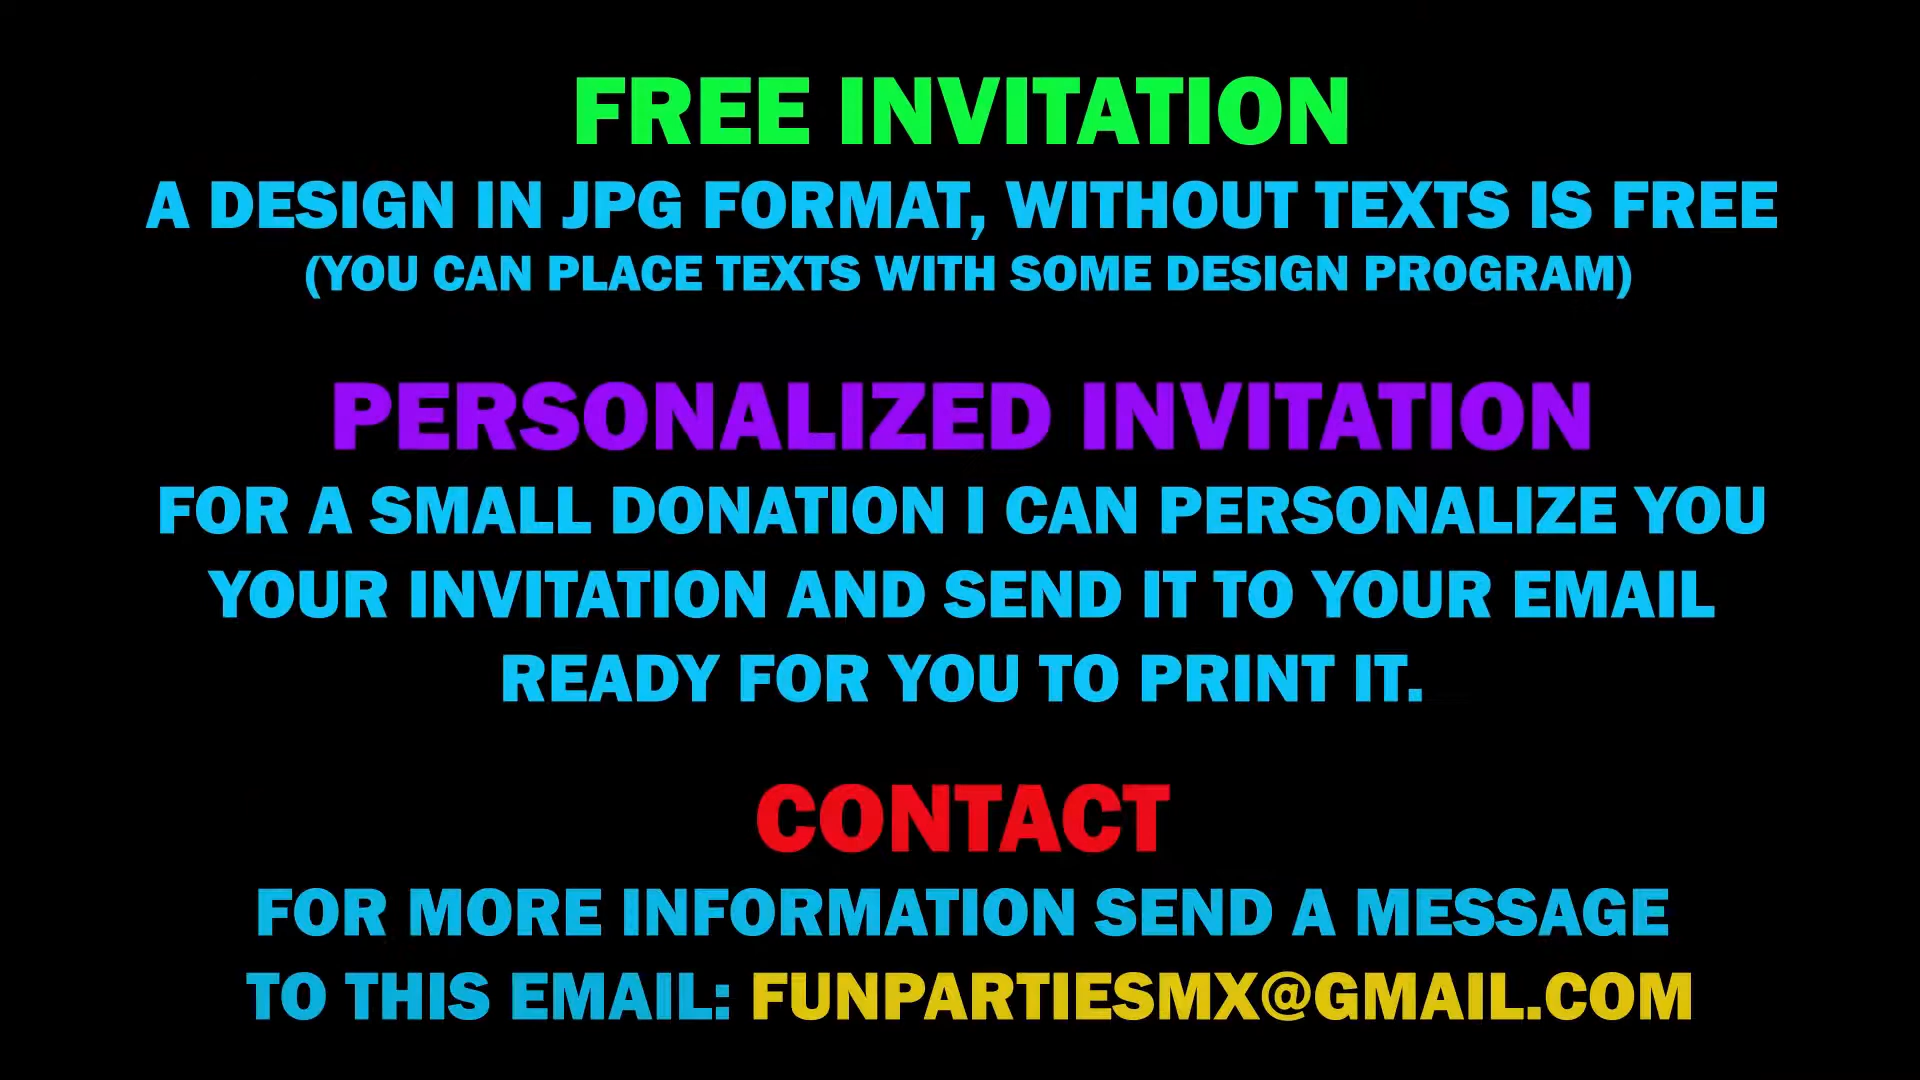 FREE INVITATION
A DESIGN IN JPG FORMAT, WITHOUT TEXTS IS FREE
(YOU CAN PLACE TEXTS WITH SOME DESIGN PROGRAM)
PERSONALIZED INVITATION
FOR A SMALL DONATION I CAN PERSONALIZE YOU
YOUR INVITATION AND SEND IT TO YOUR EMAIL
READY FOR YOU TO PRINT IT.
CONTACT
FOR MORE INFORMATION SEND A MESSAGE
TO THIS EMAIL: FUNPARTIESMX@GMAIL.COM